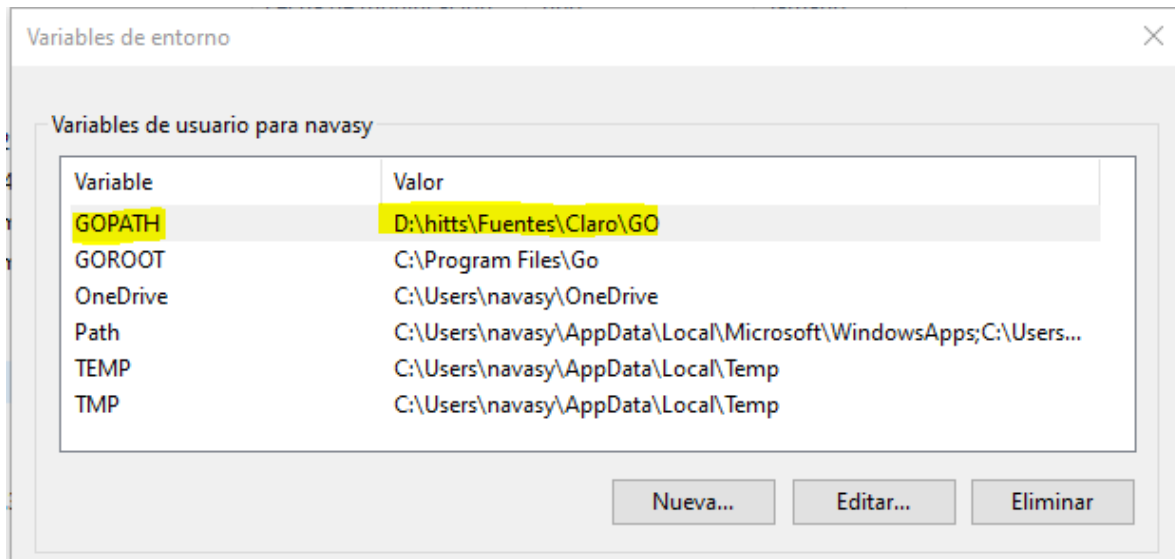 Variables de entorno
Variables de usuario para navasy
Variable Valor
GOPATH D:\hitts\Fuentes\Claro\GO
GOROOT C:\Program Files\Go
OneDrive C:\Users\navasy\OneDrive
Path C:\Users\navasy\AppData\Local\Microsoft\WindowsApps;C:\Users...
TEMP C:\Users\navasy\AppData\Local\Temp
TMP C:\Users\navasy\AppData\Local\Temp
Nueva... Editar... Eliminar